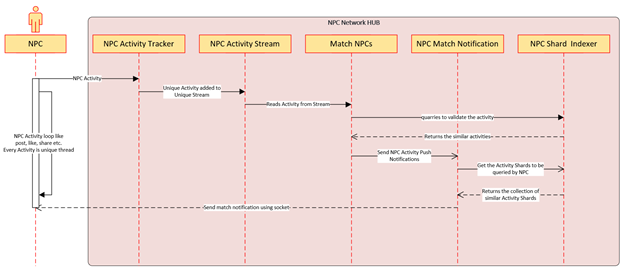 NPC Network HUB
NPC
NPC Activity Tracker
NPC Activity Stream
Match NPCs
NPC Match Notification
NPC Shard Indexer
NPC Activity
Unique Activity added to
Unique Stream
Reads Activity from Stream
quarries to validate the activity
NPC Activity loop like
post, like, share etc.
Every Activity is unique thread
Returns the similar activities
Send NPC Activity Push
Notifications
Get the Activity Shards to be
queried by NPC
Returns the collection of
similar Activity Shards
Send match notification using socket